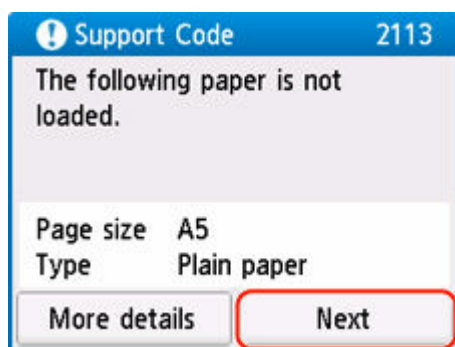 Support Code 2113
The following paper is not
loaded.
Page size A5
Type Plain paper
More details Next